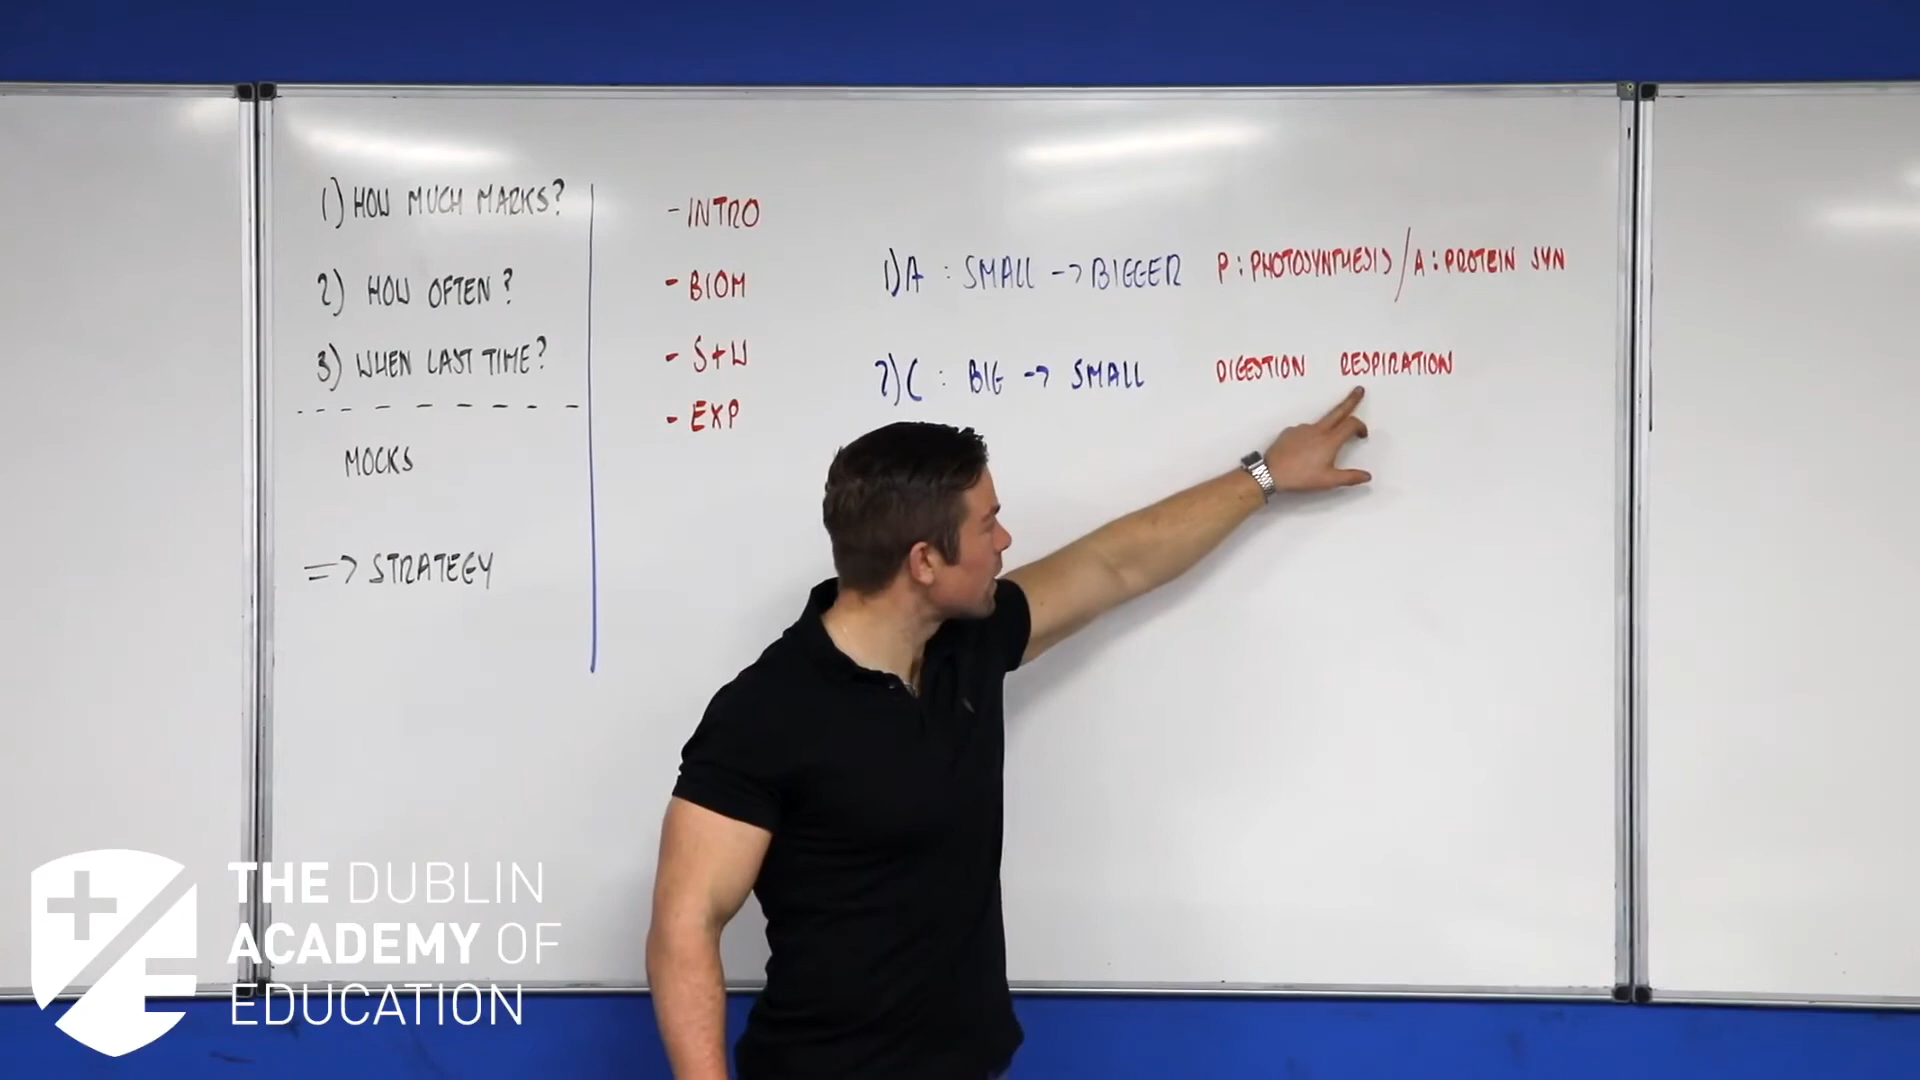 1) HOW MUCH MARKS?
2) HOW OFTEN?
3) WHEN LAST TIME?
MOCKS
=> STRATEGY
- INTRO
- BIOM
- S+W
- EXP
1) A : SMALL -> BIGGER P : PHOTOSYNTHESIS / A : PROTEIN SYN
2) C : BIG -> SMALL DIGESTION RESPIRATION
THE DUBLIN
ACADEMY OF
EDUCATION